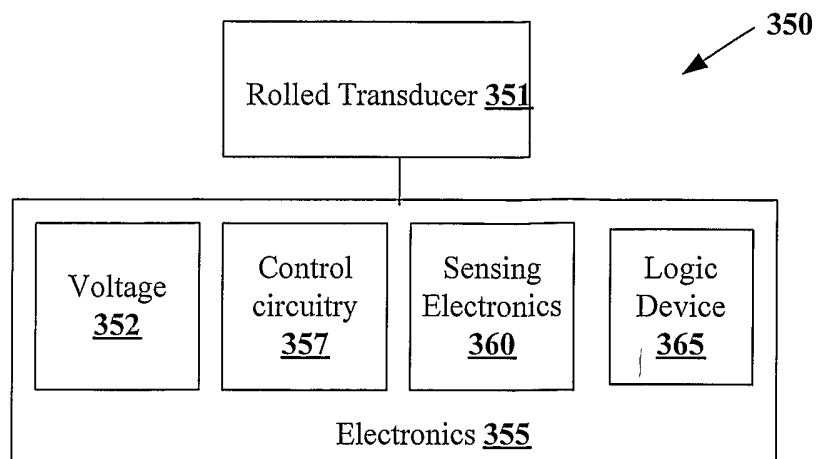 350
Rolled Transducer 351
Voltage
352
Control
circuitry
357
Sensing
Electronics
360
Logic
Device
365
Electronics 355